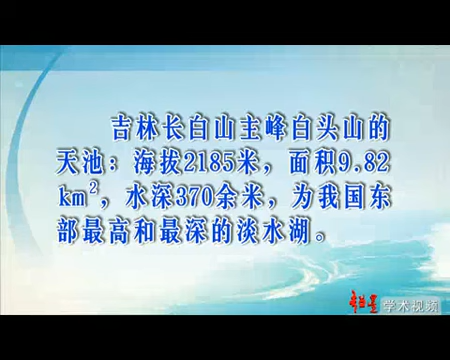 吉林长白山主峰白头山的
天池：海拔2185米，面积9.82
km²，水深370余米，为我国东
部最高和最深的淡水湖。
学术视频